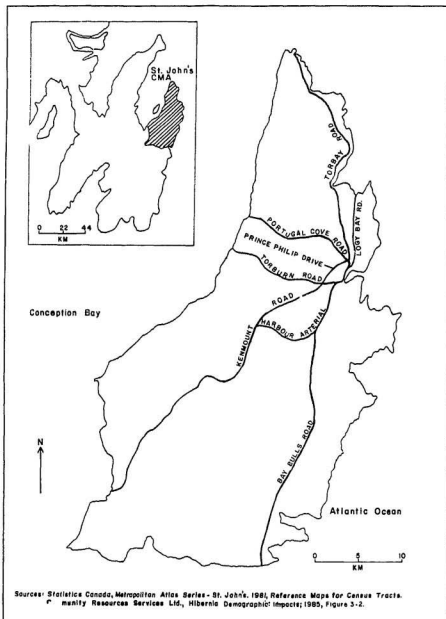 St. John's
CMA
0 22 44
KM
TORBAY ROAD
LOGY BAY RD.
PORTUGAL COVE ROAD
PRINCE PHILIP DRIVE
TORBURN ROAD
KENMOUNT ROAD
HARBOUR ARTERIAL
Conception Bay
N
BAY BULLS ROAD
Atlantic Ocean
0 5 10
KM
Sources: Statistics Canada, Metropolitan Atlas Series - St. John's. 1981, Reference Maps for Census Tracts.
munity Resources Services Ltd., Hibernia Demographic Impacts; 1985, Figure 3-2.